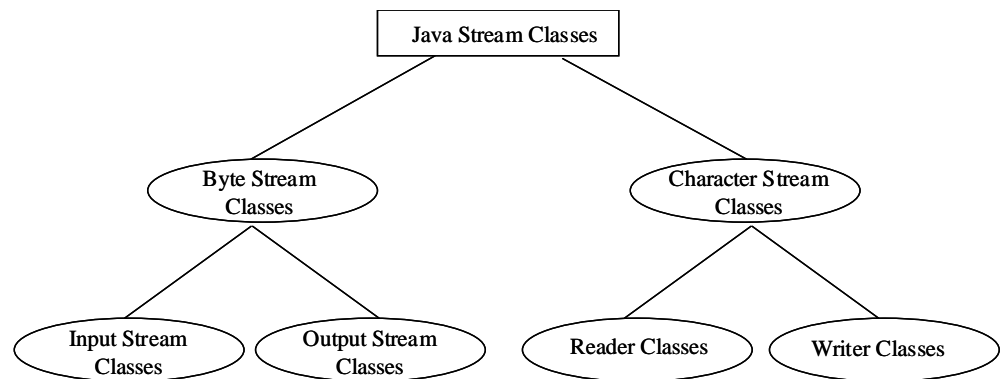 Java Stream Classes
Byte Stream
Classes
Character Stream
Classes
Input Stream
Classes
Output Stream
Classes
Reader Classes
Writer Classes